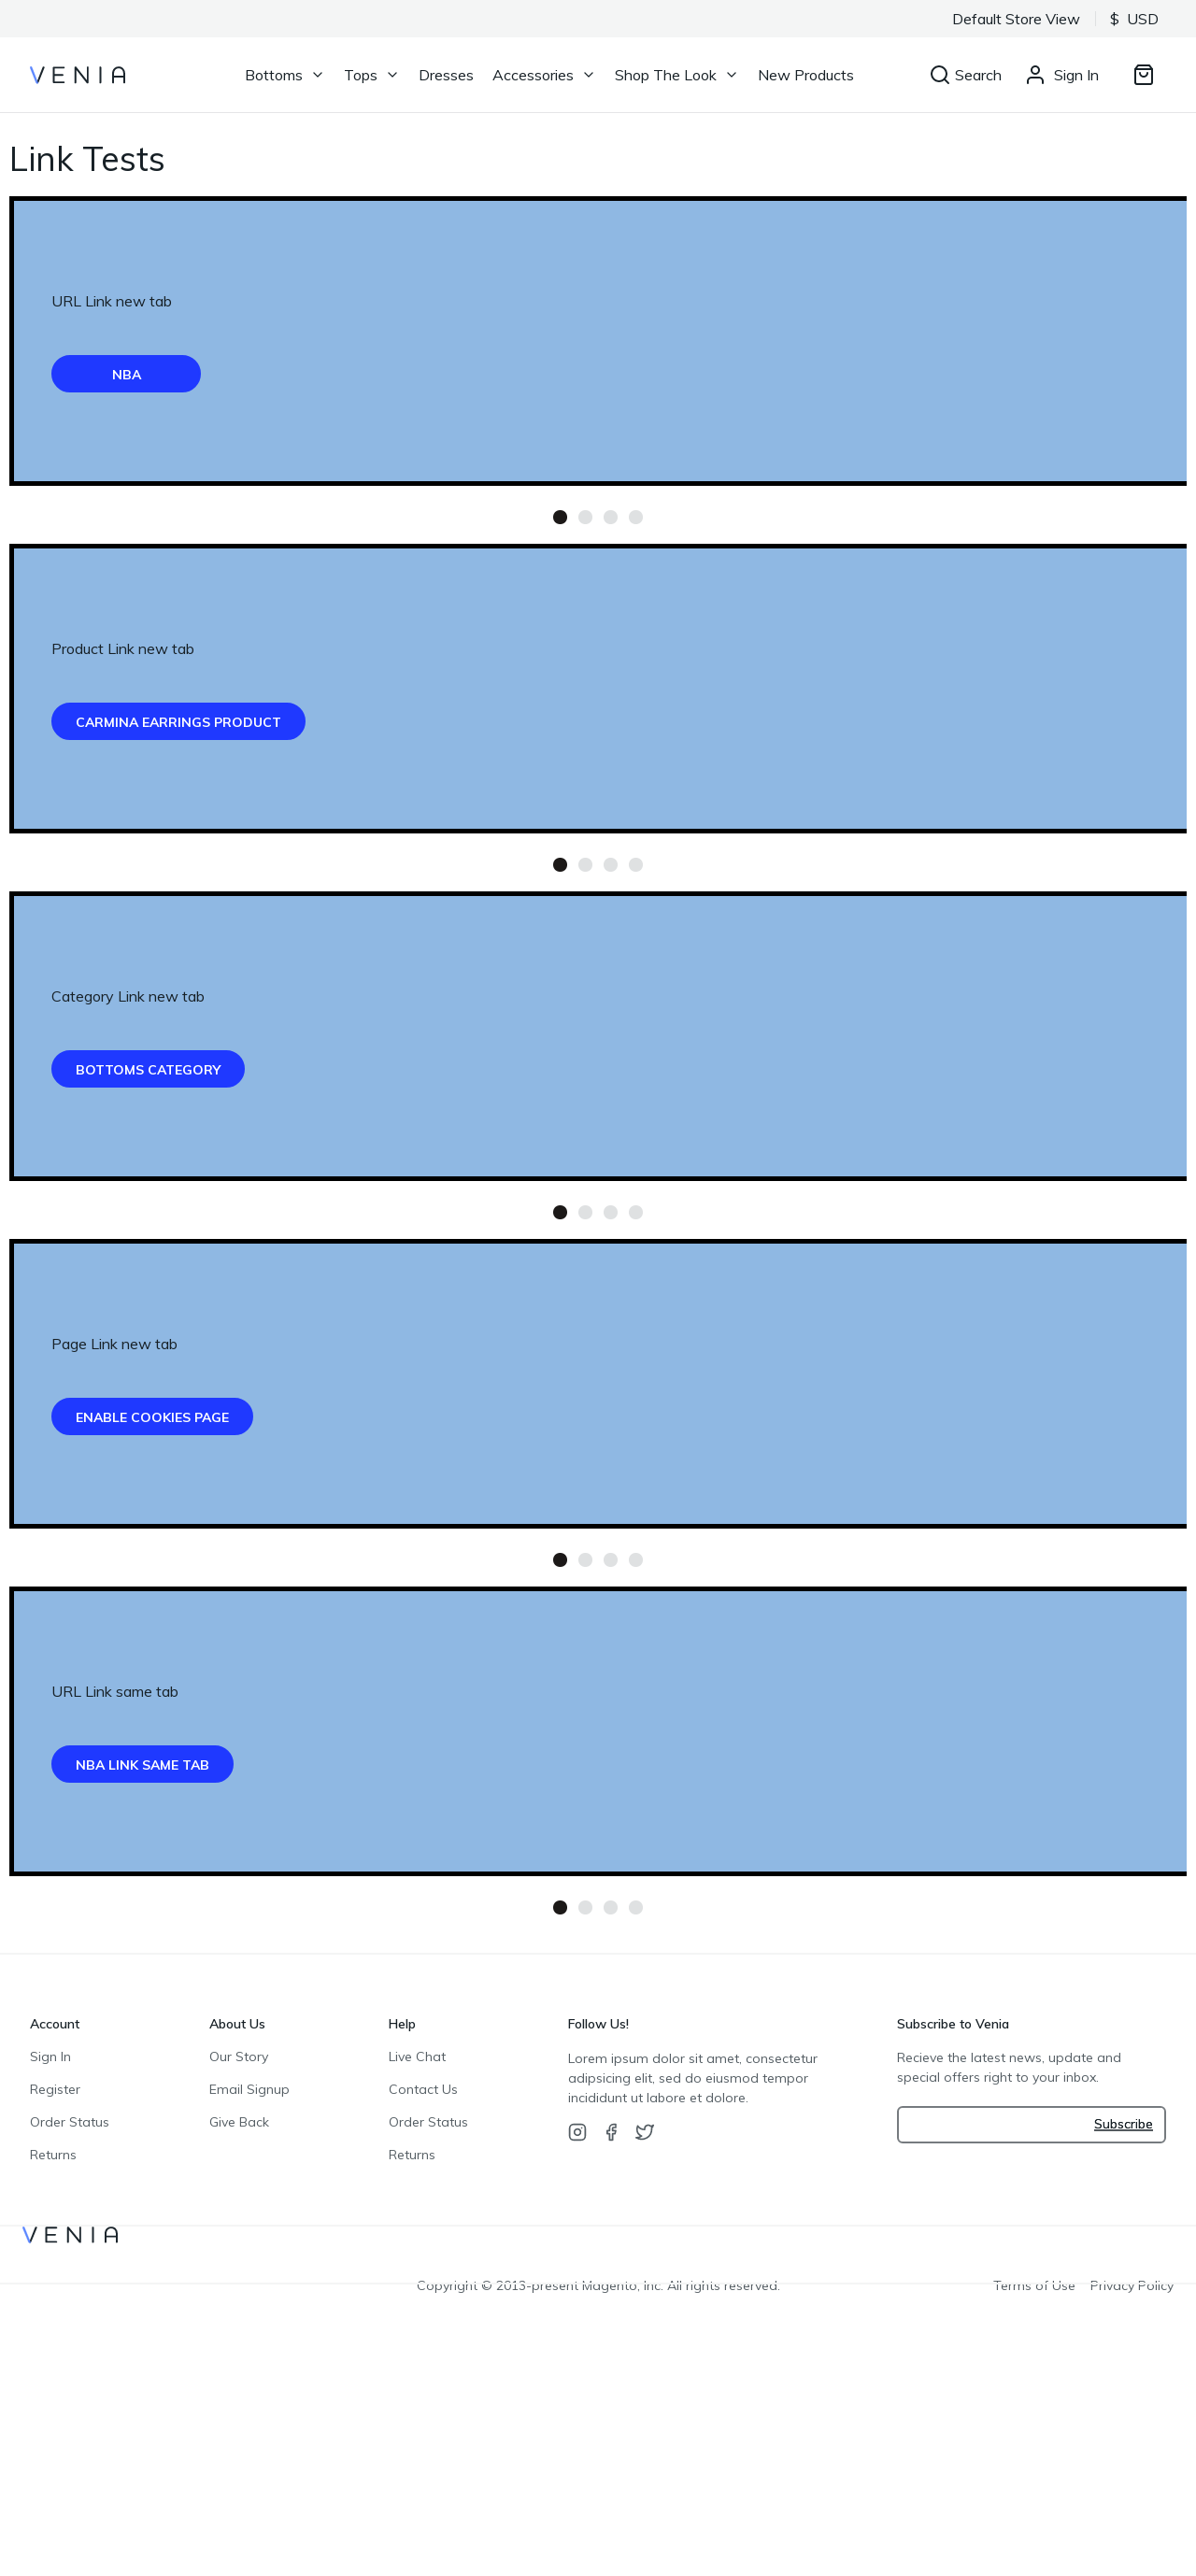 Default Store View
$ USD
VENIA
Bottoms
Tops
Dresses
Accessories
Shop The Look
New Products
Search
Sign In
Link Tests
URL Link new tab
NBA
Product Link new tab
CARMINA EARRINGS PRODUCT
Category Link new tab
BOTTOMS CATEGORY
Page Link new tab
ENABLE COOKIES PAGE
URL Link same tab
NBA LINK SAME TAB
Account
Sign In
Register
Order Status
Returns
About Us
Our Story
Email Signup
Give Back
Help
Live Chat
Contact Us
Order Status
Returns
Follow Us!
Lorem ipsum dolor sit amet, consectetur
adipsicing elit, sed do eiusmod tempor
incididunt ut labore et dolore.
Subscribe to Venia
Recieve the latest news, update and
special offers right to your inbox.
Subscribe
VENIA
Copyright © 2013-present Magento, Inc. All rights reserved.
Terms of Use
Privacy Policy